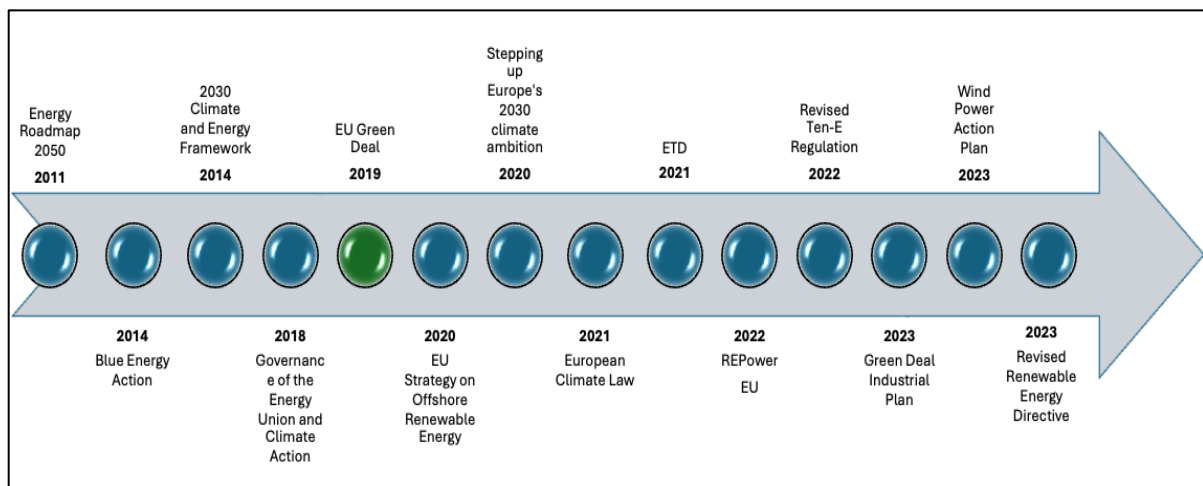 Energy
Roadmap
2050
2011
2014
Blue Energy
Action
2030
Climate
and Energy
Framework
2014
2018
Governanc
e of the
Energy
Union and
Climate
Action
EU Green
Deal
2019
2020
EU
Strategy on
Offshore
Renewable
Energy
Stepping
up
Europe's
2030
climate
ambition
2020
2021
European
Climate Law
ETD
2021
2022
REPower
EU
Revised
Ten-E
Regulation
2022
2023
Green Deal
Industrial
Plan
Wind
Power
Action
Plan
2023
2023
Revised
Renewable
Energy
Directive